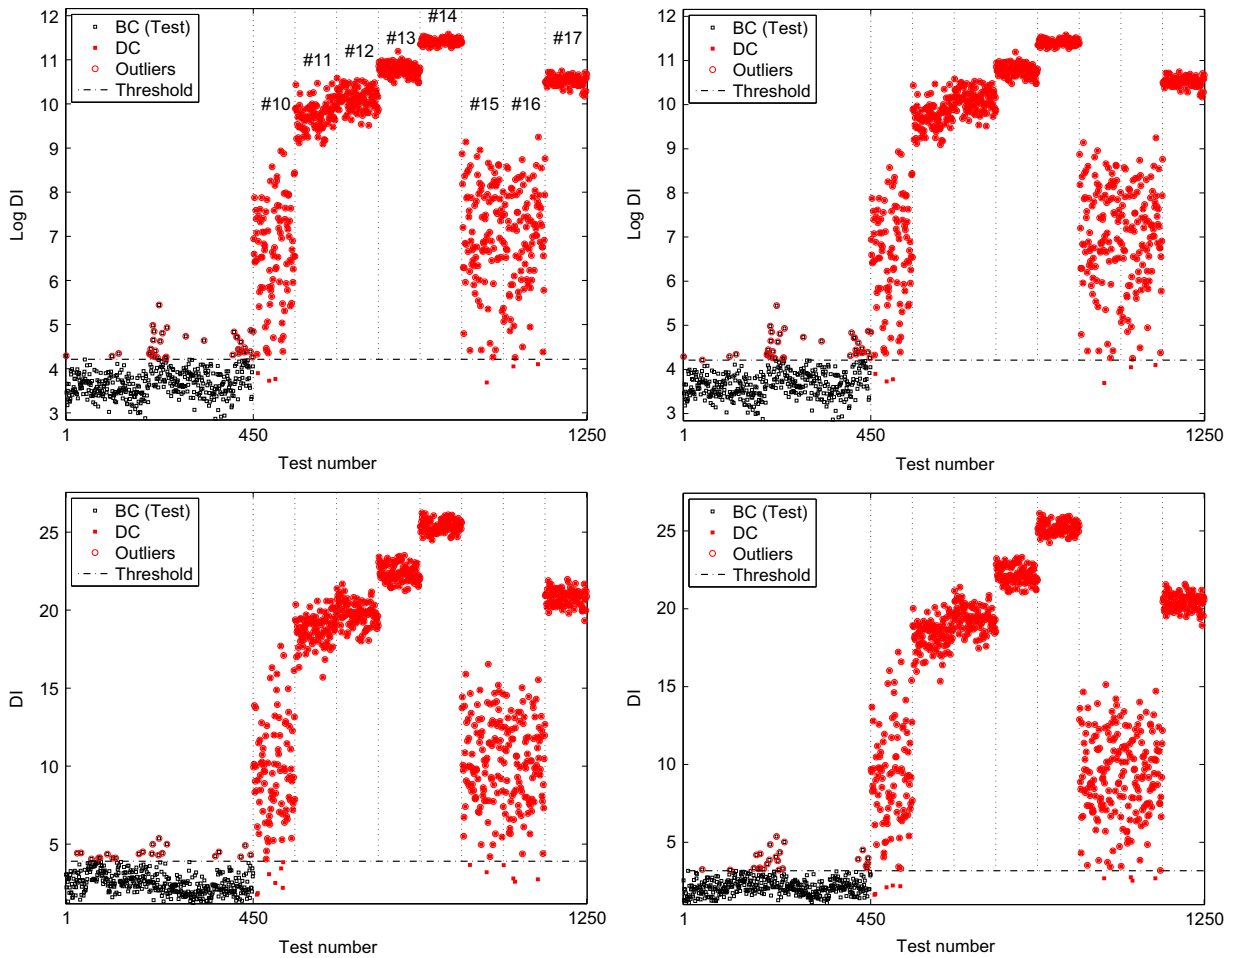 12
11
10
9
8
7
6
5
4
3
Log DI
BC (Test)
DC
Outliers
Threshold
#10
#11
#12
#13
#14
#15
#16
#17
1
450
1250
Test number
12
11
10
9
8
7
6
5
4
3
Log DI
BC (Test)
DC
Outliers
Threshold
1
450
1250
Test number
25
20
15
10
5
DI
BC (Test)
DC
Outliers
Threshold
1
450
1250
Test number
25
20
15
10
5
DI
BC (Test)
DC
Outliers
Threshold
1
450
1250
Test number